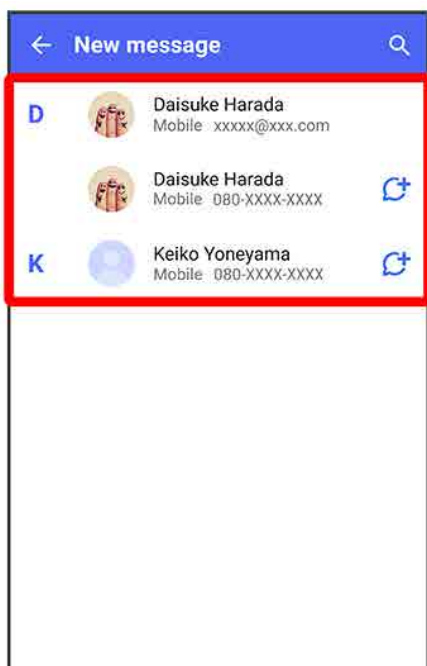 New message
D
Daisuke Harada
Mobile xxxxx@xxx.com
Daisuke Harada
Mobile 080-XXXX-XXXX
K
Keiko Yoneyama
Mobile 080-XXXX-XXXX